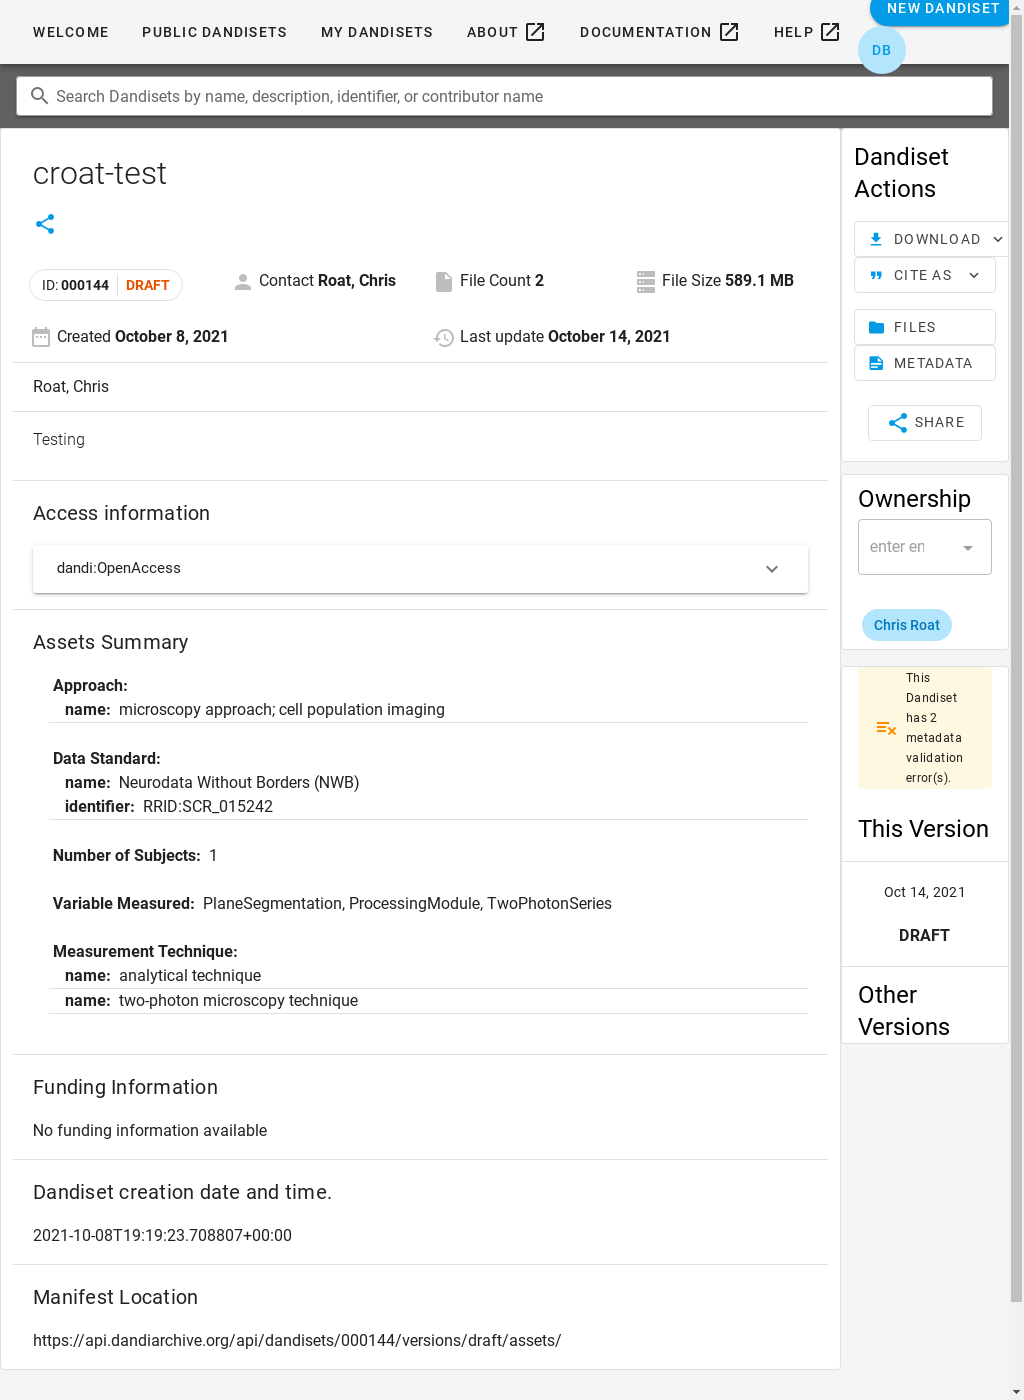 WELCOME
PUBLIC DANDISETS
MY DANDISETS
ABOUT
DOCUMENTATION
HELP
NEW DANDISET
DB
Search Dandisets by name, description, identifier, or contributor name
croat-test
ID: 000144 DRAFT
Contact Roat, Chris
File Count 2
File Size 589.1 MB
Created October 8, 2021
Last update October 14, 2021
Roat, Chris
Testing
Access information
dandi:OpenAccess
Assets Summary
Approach:
name: microscopy approach; cell population imaging
Data Standard:
name: Neurodata Without Borders (NWB)
identifier: RRID:SCR_015242
Number of Subjects: 1
Variable Measured: PlaneSegmentation, ProcessingModule, TwoPhotonSeries
Measurement Technique:
name: analytical technique
name: two-photon microscopy technique
Funding Information
No funding information available
Dandiset creation date and time.
2021-10-08T19:19:23.708807+00:00
Manifest Location
https://api.dandiarchive.org/api/dandisets/000144/versions/draft/assets/
Dandiset
Actions
DOWNLOAD
CITE AS
FILES
METADATA
SHARE
Ownership
enter en
Chris Roat
This
Dandiset
has 2
metadata
validation
error(s).
This Version
Oct 14, 2021
DRAFT
Other
Versions